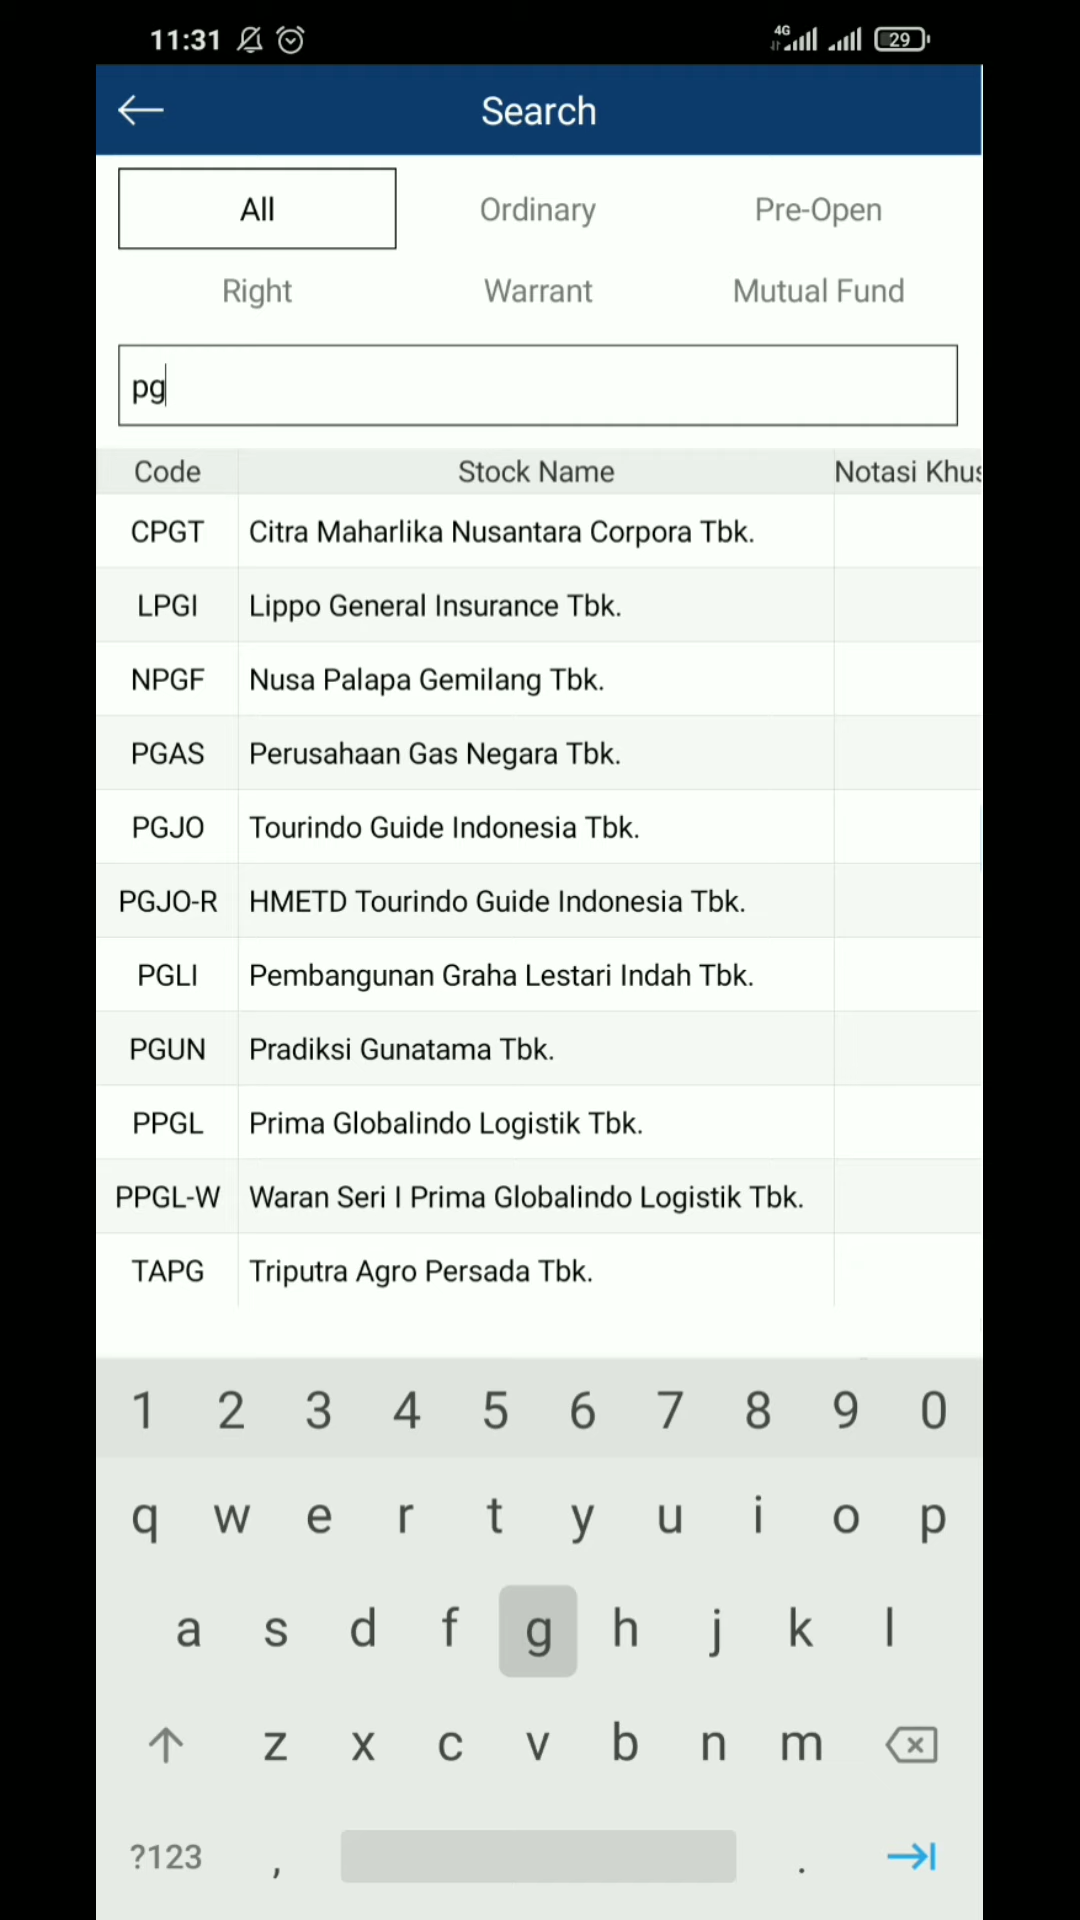 11:31 4G 29
Search
All Ordinary Pre-Open
Right Warrant Mutual Fund
pg
Code Stock Name Notasi Khus
CPGT Citra Maharlika Nusantara Corpora Tbk.
LPGI Lippo General Insurance Tbk.
NPGF Nusa Palapa Gemilang Tbk.
PGAS Perusahaan Gas Negara Tbk.
PGJO Tourindo Guide Indonesia Tbk.
PGJO-R HMETD Tourindo Guide Indonesia Tbk.
PGLI Pembangunan Graha Lestari Indah Tbk.
PGUN Pradiksi Gunatama Tbk.
PPGL Prima Globalindo Logistik Tbk.
PPGL-W Waran Seri I Prima Globalindo Logistik Tbk.
TAPG Triputra Agro Persada Tbk.
1 2 3 4 5 6 7 8 9 0
q w e r t y u i o p
a s d f g h j k l
z x c v b n m
?123 , .